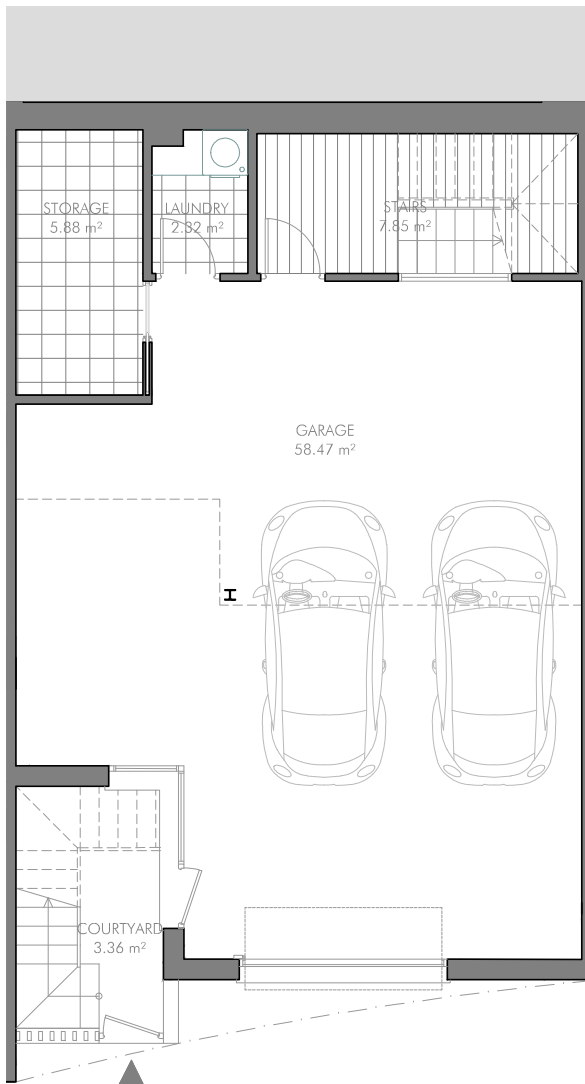 STORAGE
5.88 m²
LAUNDRY
2.32 m²
STAIRS
7.85 m²
GARAGE
58.47 m²
COURTYARD
3.36 m²